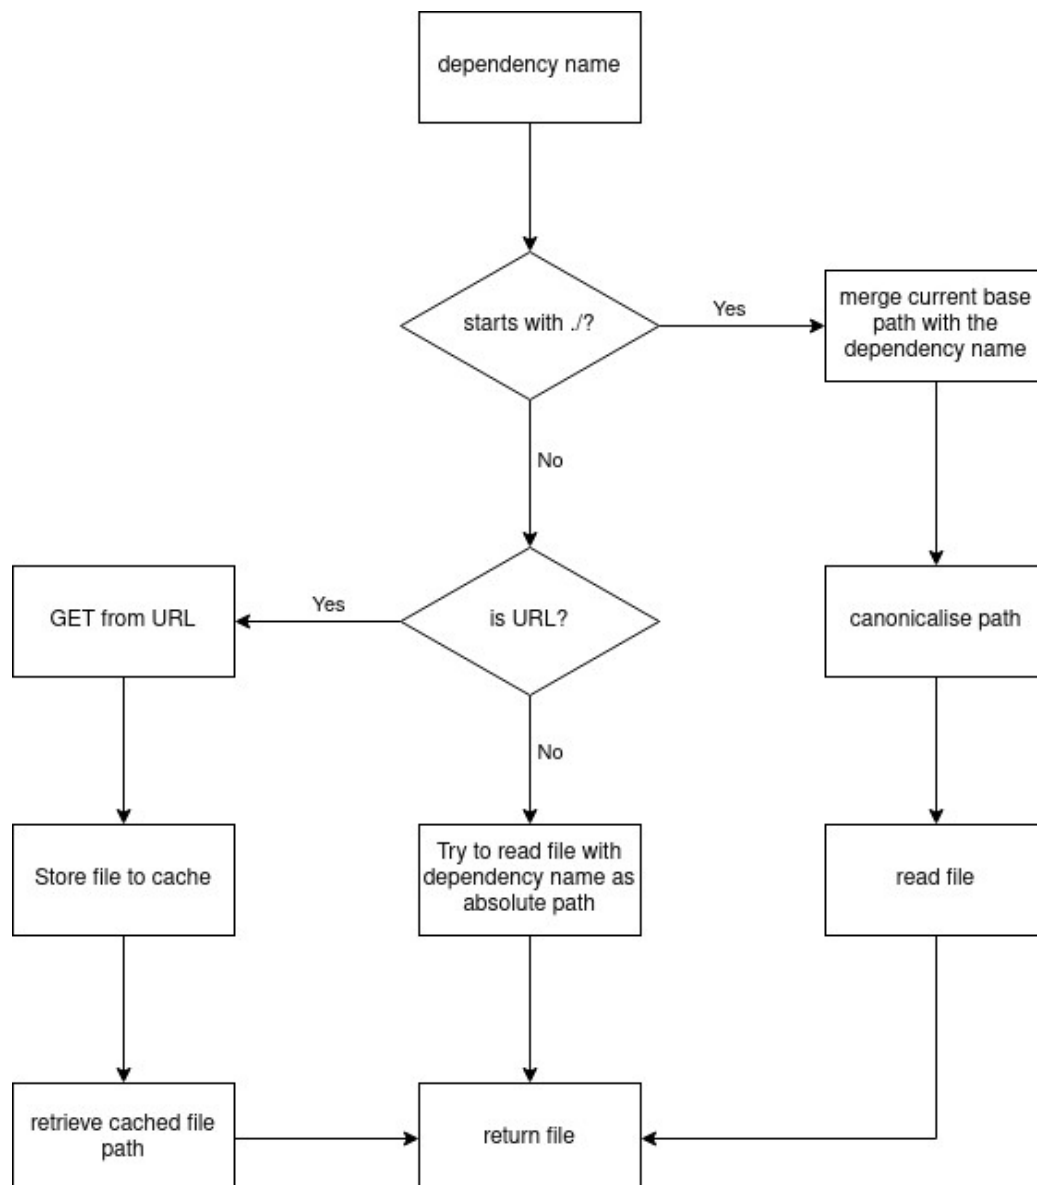 dependency name
starts with ./?
Yes
merge current base
path with the
dependency name
No
GET from URL
Yes
is URL?
canonicalise path
No
Store file to cache
Try to read file with
dependency name as
absolute path
read file
retrieve cached file
path
return file